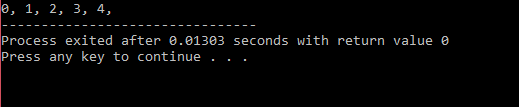 0, 1, 2, 3, 4,
--------------------------------
Process exited after 0.01303 seconds with return value 0
Press any key to continue . . .